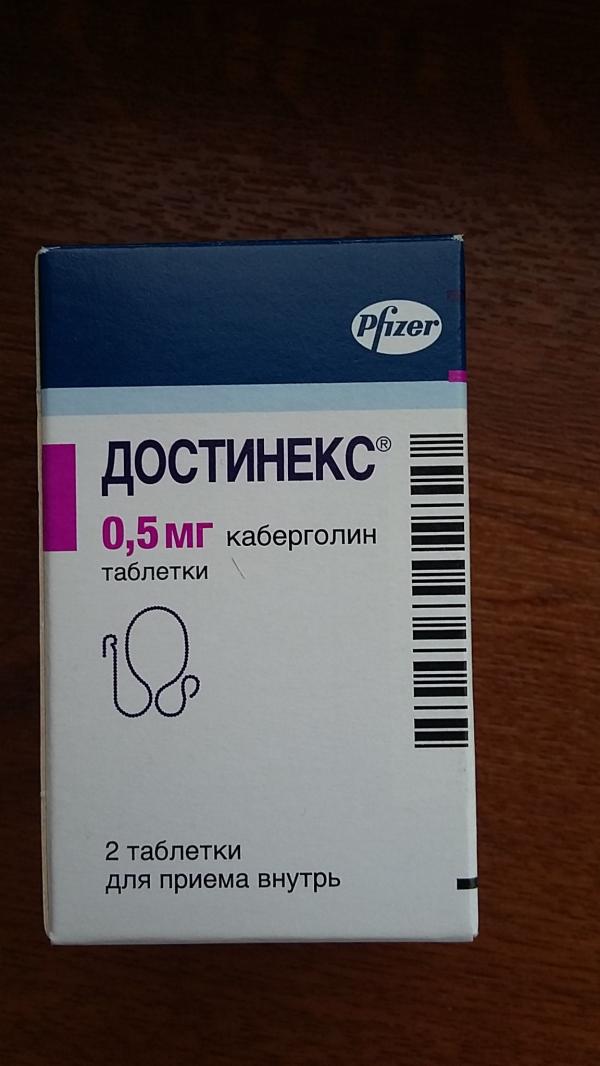 Pfizer
ДОСТИНЕКС®
0,5 мг каберголин
таблетки
2 таблетки
для приема внутрь